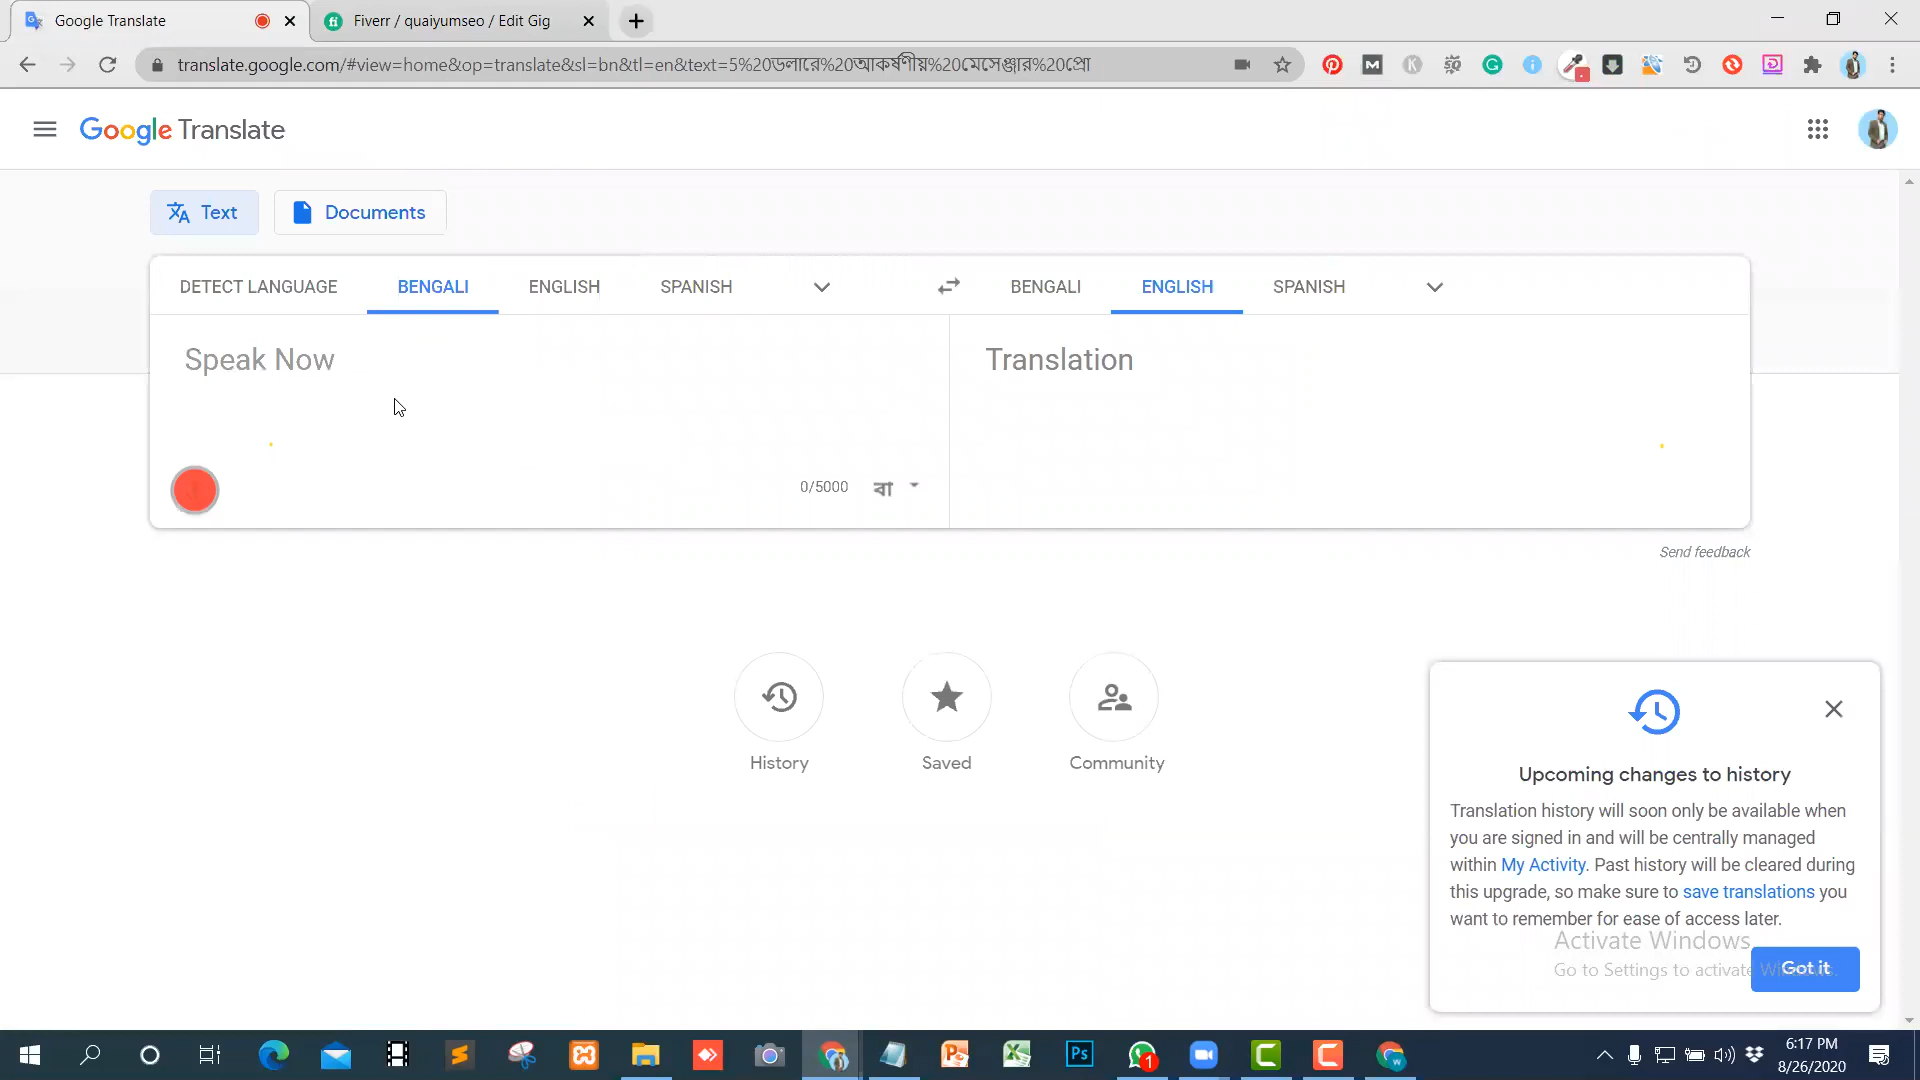 Google Translate
Fiverr / quaiyumseo / Edit Gig
translate.google.com/#view=home&op=translate&sl=bn&tl=en&text=5%20ডলারে%20আকর্ষণীয়%20মেসেঞ্জার%20প্রো
Google Translate
Text
Documents
DETECT LANGUAGE
BENGALI
ENGLISH
SPANISH
BENGALI
ENGLISH
SPANISH
Speak Now
Translation
0/5000
বা
Send feedback
History
Saved
Community
Upcoming changes to history
Translation history will soon only be available when
you are signed in and will be centrally managed
within My Activity. Past history will be cleared during
this upgrade, so make sure to save translations you
want to remember for ease of access later.
Activate Windows
Go to Settings to activate Windows.
Got it
6:17 PM
8/26/2020